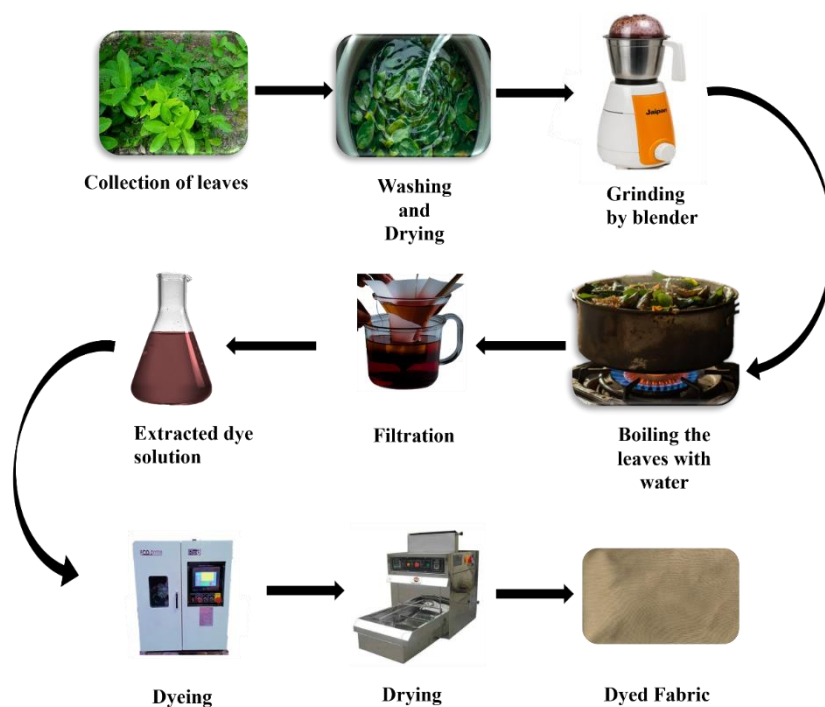 Jaipan
Collection of leaves
Washing
and
Drying
Grinding
by blender
Extracted dye
solution
Filtration
Boiling the
leaves with
water
Dyeing
Drying
Dyed Fabric